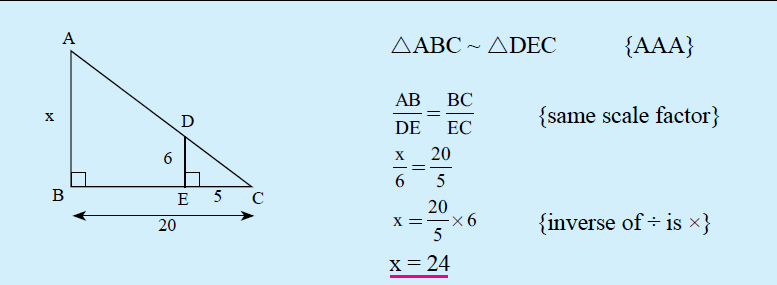 A
x
D
6
B
E
5
C
20
△ABC ~ △DEC {AAA}
AB/DE = BC/EC {same scale factor}
x/6 = 20/5
x = 20/5 × 6 {inverse of ÷ is ×}
x = 24